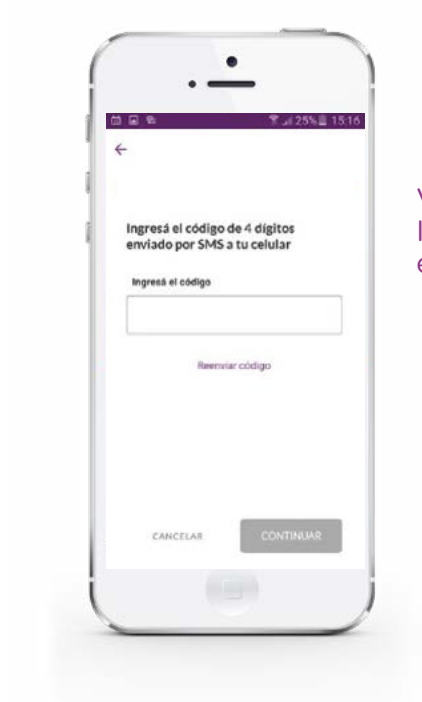 25% 15:16
Ingresá el código de 4 dígitos
enviado por SMS a tu celular
Ingresá el código
Reenviar código
CANCELAR CONTINUAR